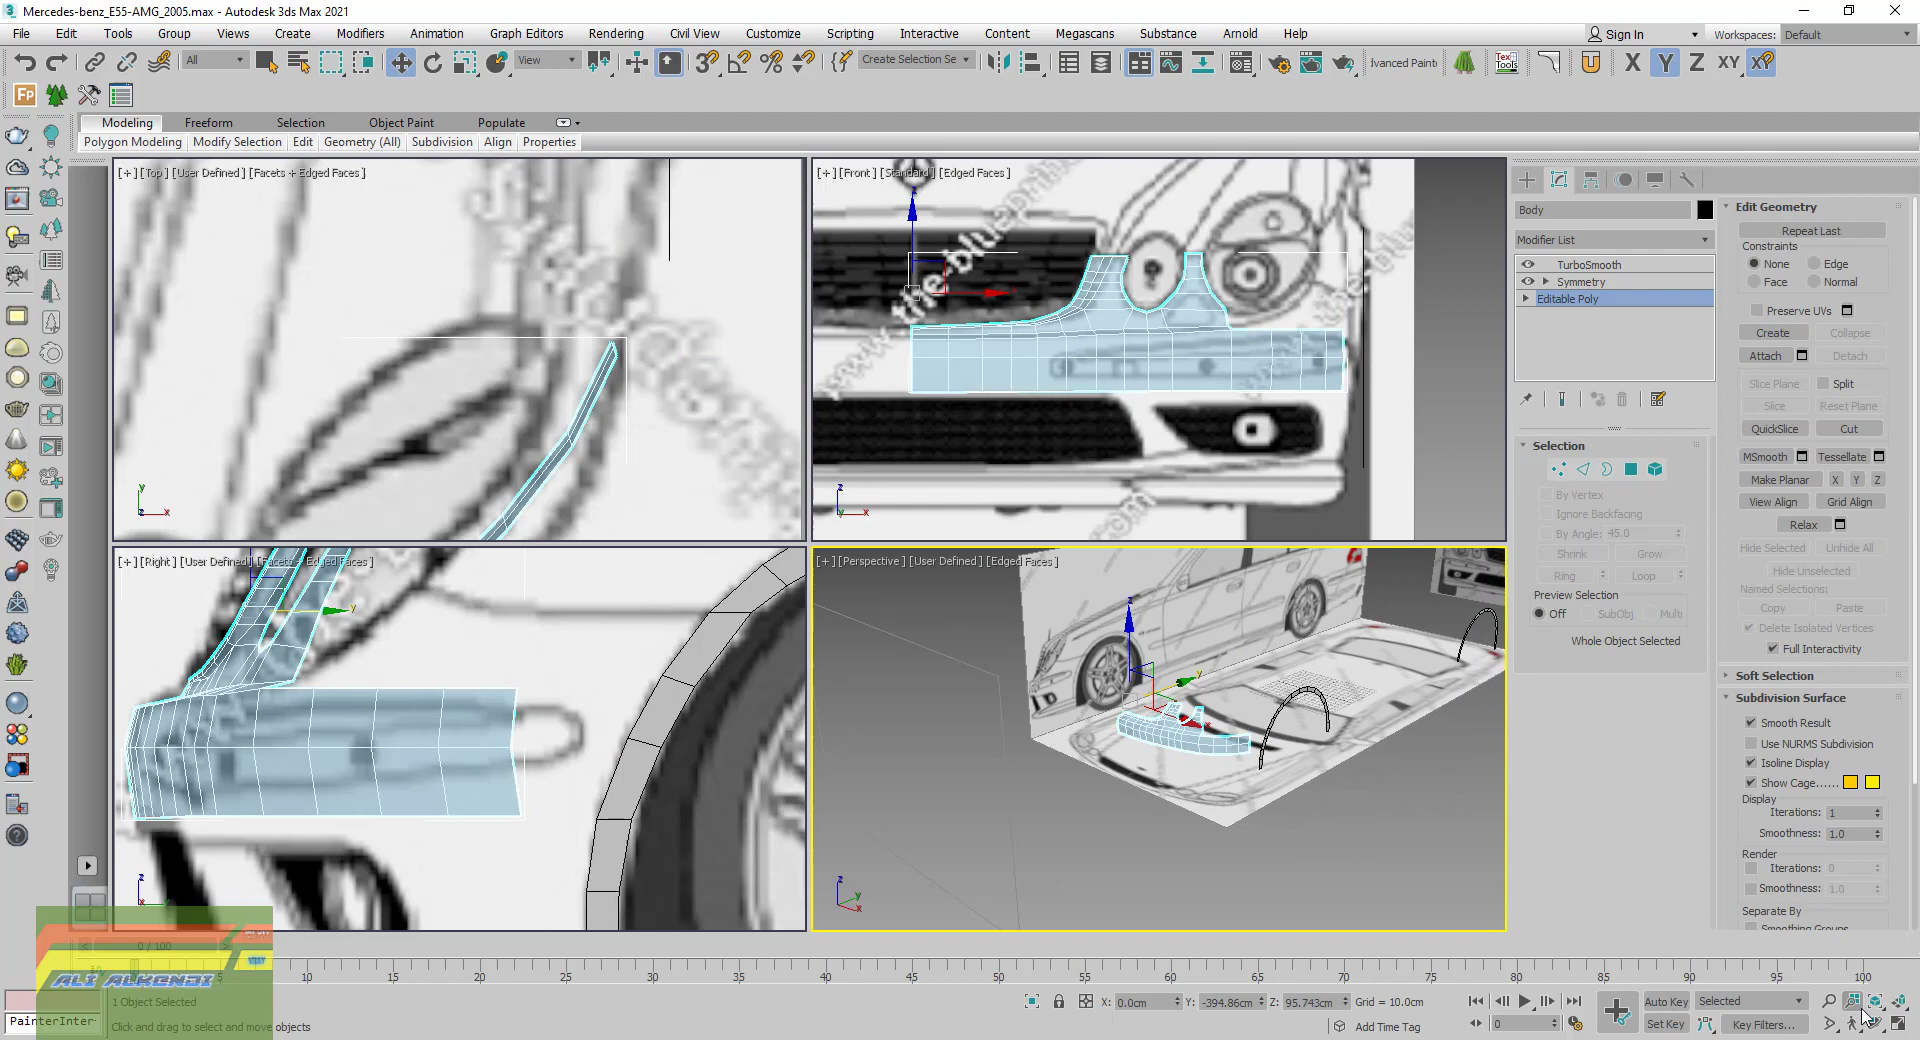 Mercedes-benz_E55-AMG_2005.max - Autodesk 3ds Max 2021
File Edit Tools Group Views Create Modifiers Animation Graph Editors Rendering Civil View Customize Scripting Interactive Content Megascans Substance Arnold Help
Sign In Workspaces: Default
All View Create Selection Se X Y Z XY XY
Modeling Freeform Selection Object Paint Populate
Polygon Modeling Modify Selection Edit Geometry (All) Subdivision Align Properties
[+] [Top] [User Defined] [Facets + Edged Faces]
[+] [Front] [Standard] [Edged Faces]
[+] [Right] [User Defined] [Facets + Edged Faces]
[+] [Perspective] [User Defined] [Edged Faces]
Body
Modifier List
TurboSmooth
Symmetry
Editable Poly
Selection
By Vertex
Ignore Backfacing
By Angle: 45.0
Shrink Grow
Ring Loop
Preview Selection
Off SubObj Multi
Whole Object Selected
Edit Geometry
Repeat Last
Constraints
None Edge
Face Normal
Preserve UVs
Create Collapse
Attach Detach
Slice Plane Split
Slice Reset Plane
QuickSlice Cut
MSmooth Tessellate
Make Planar X Y Z
View Align Grid Align
Relax
Hide Selected Unhide All
Hide Unselected
Named Selections:
Copy Paste
Delete Isolated Vertices
Full Interactivity
Soft Selection
Subdivision Surface
Smooth Result
Use NURMS Subdivision
Isoline Display
Show Cage......
Display
Iterations: 1
Smoothness: 1.0
Render
Iterations: 0
Smoothness: 1.0
Separate By
Smoothing Groups
0 / 100
ALI ALKENDI
5 10 15 20 25 30 35 40 45 50 55 60 65 70 75 80 85 90 95 100
1 Object Selected
Click and drag to select and move objects
PainterInter
X: 0.0cm Y: -394.86cm Z: 95.743cm Grid = 10.0cm
Add Time Tag
0
Auto Key Selected
Set Key Key Filters...